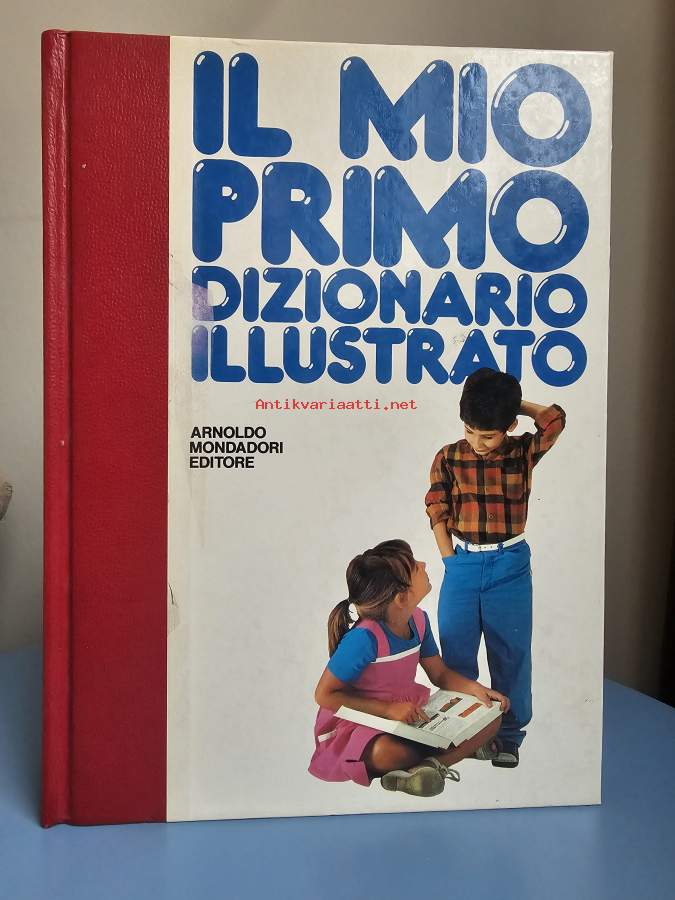 IL MIO
PRIMO
DIZIONARIO
ILLUSTRATO
Antikvariaatti.net
ARNOLDO
MONDADORI
EDITORE